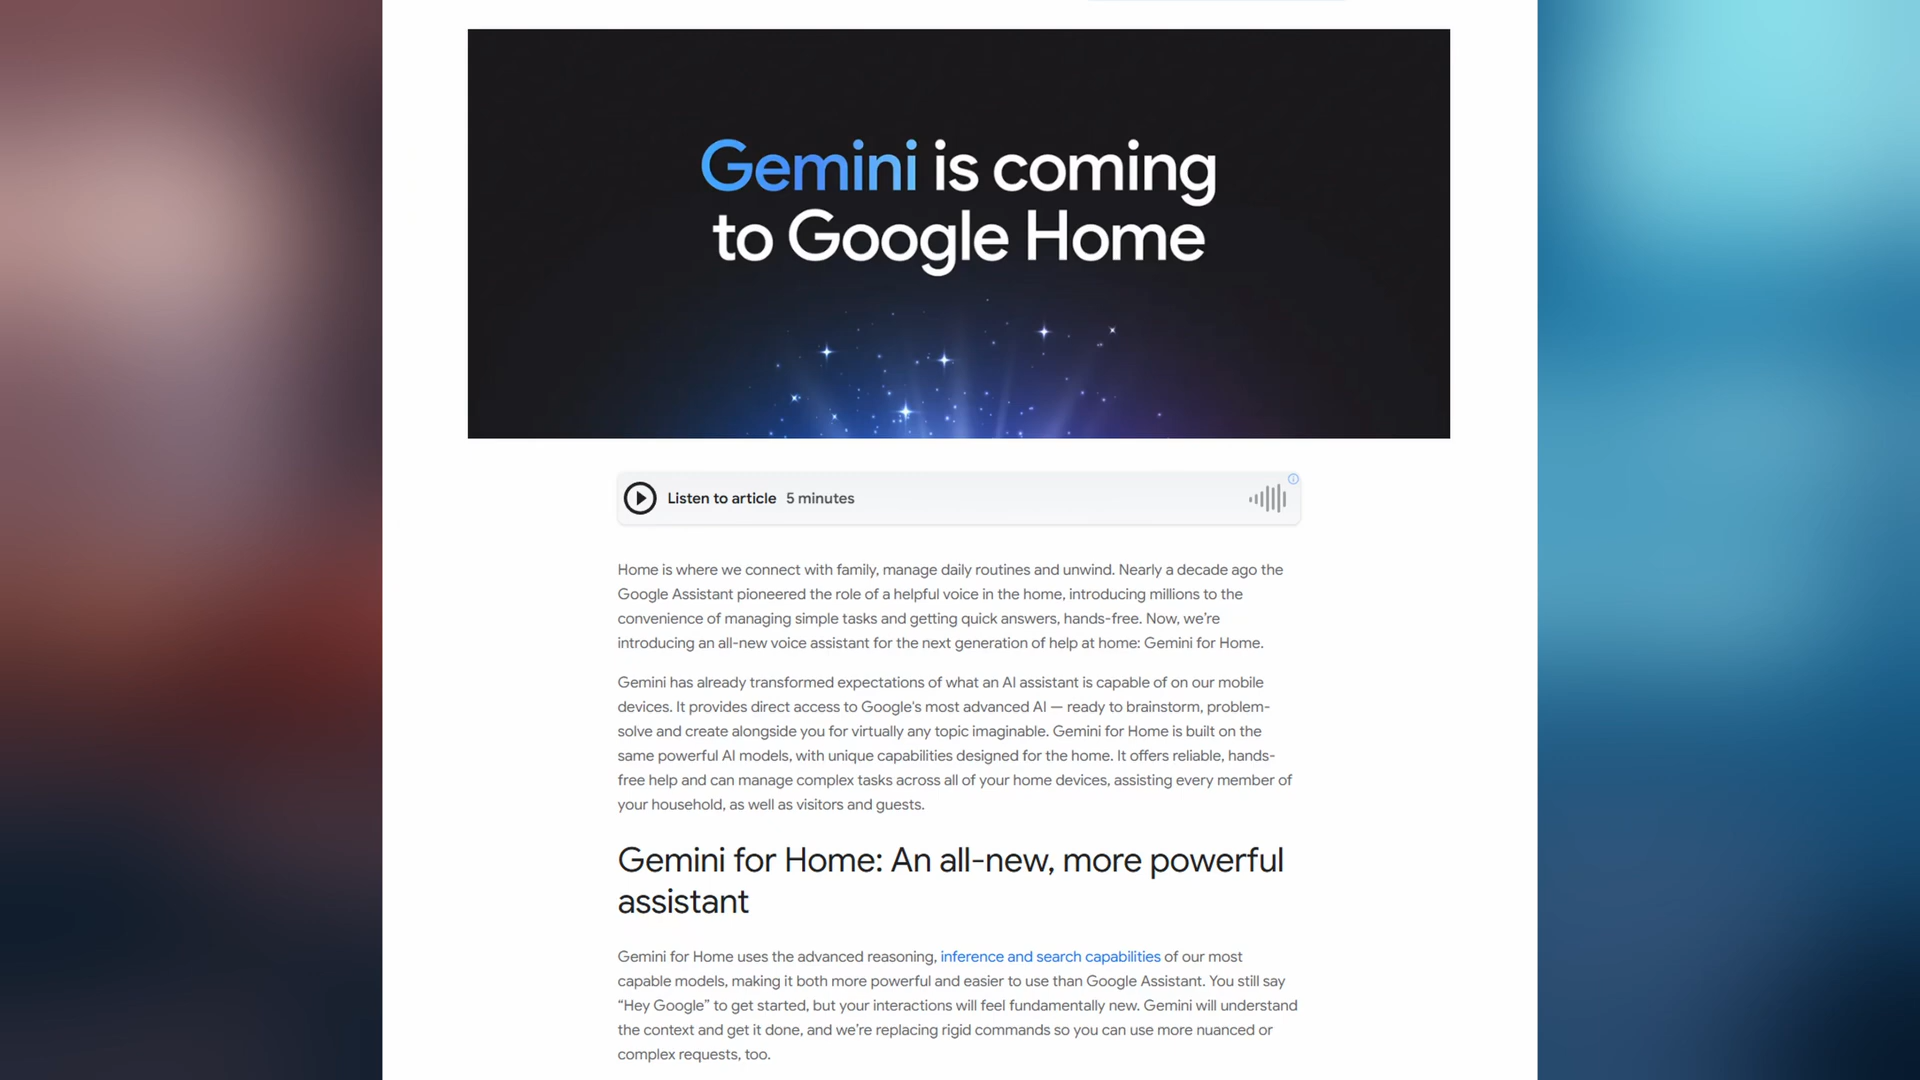 Gemini is coming
to Google Home
Listen to article 5 minutes
Home is where we connect with family, manage daily routines and unwind. Nearly a decade ago the
Google Assistant pioneered the role of a helpful voice in the home, introducing millions to the
convenience of managing simple tasks and getting quick answers, hands-free. Now, we’re
introducing an all-new voice assistant for the next generation of help at home: Gemini for Home.
Gemini has already transformed expectations of what an AI assistant is capable of on our mobile
devices. It provides direct access to Google's most advanced AI — ready to brainstorm, problem-
solve and create alongside you for virtually any topic imaginable. Gemini for Home is built on the
same powerful AI models, with unique capabilities designed for the home. It offers reliable, hands-
free help and can manage complex tasks across all of your home devices, assisting every member of
your household, as well as visitors and guests.
Gemini for Home: An all-new, more powerful
assistant
Gemini for Home uses the advanced reasoning, inference and search capabilities of our most
capable models, making it both more powerful and easier to use than Google Assistant. You still say
“Hey Google” to get started, but your interactions will feel fundamentally new. Gemini will understand
the context and get it done, and we’re replacing rigid commands so you can use more nuanced or
complex requests, too.